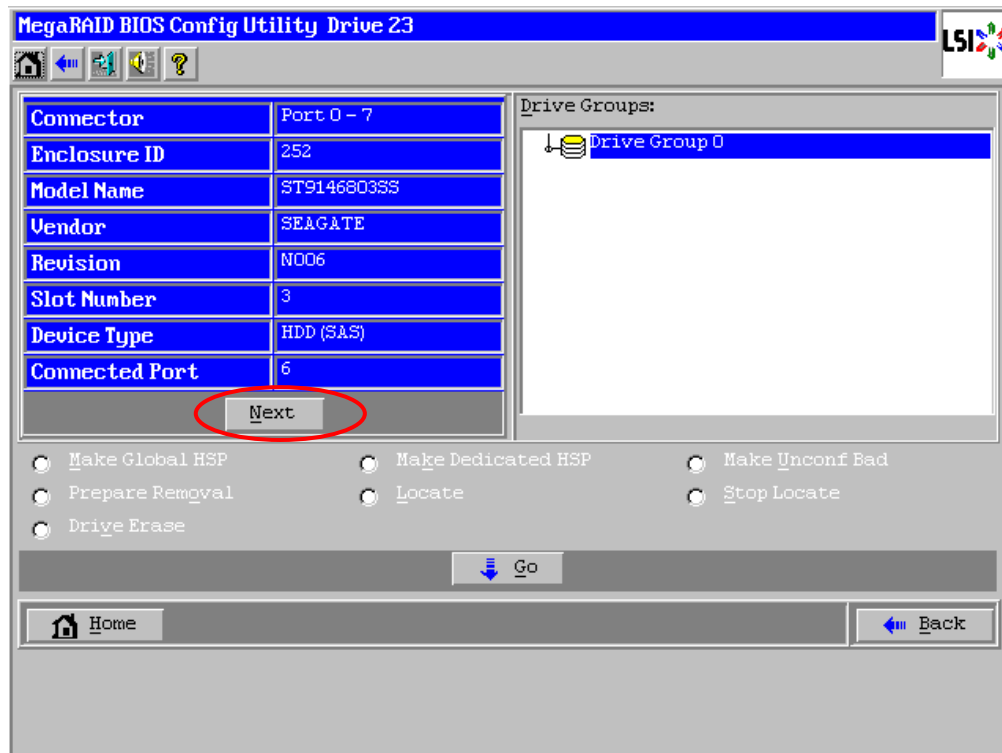 MegaRAID BIOS Config Utility Drive 23
LSI
Drive Groups:
Connector Port 0 – 7
Drive Group 0
Enclosure ID 252
Model Name ST9146803SS
Vendor SEAGATE
Revision N006
Slot Number 3
Device Type HDD (SAS)
Connected Port 6
Next
Make Global HSP Make Dedicated HSP Make Unconf Bad
Prepare Removal Locate Stop Locate
Drive Erase
Go
Home Back